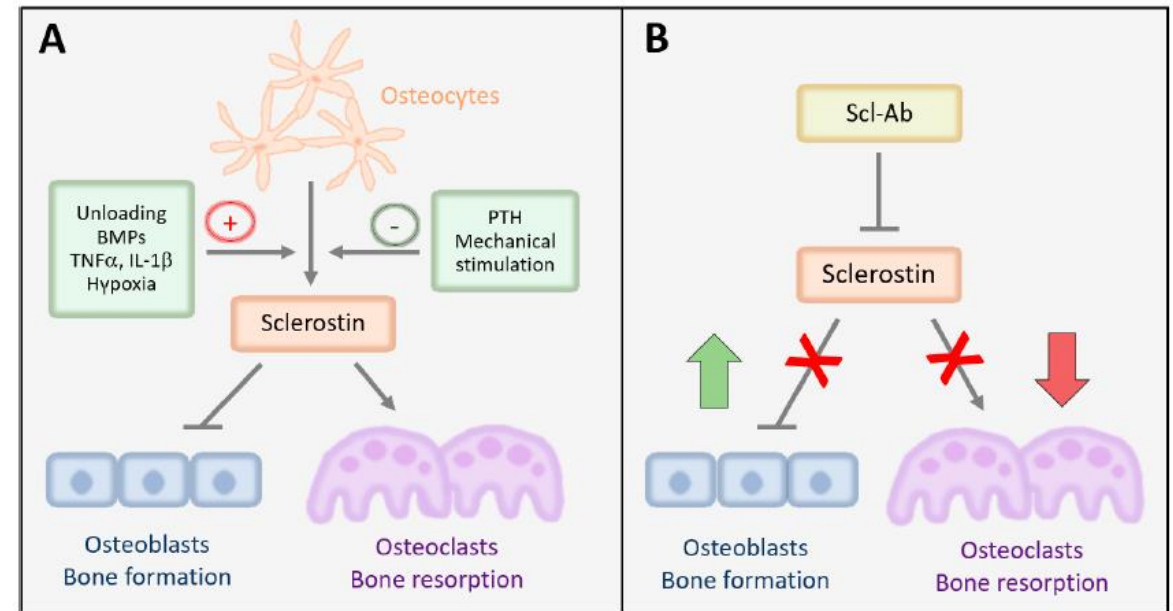 A
Osteocytes
Unloading
BMPs
TNFα, IL-1β
Hypoxia
+
-
PTH
Mechanical
stimulation
Sclerostin
Osteoblasts
Bone formation
Osteoclasts
Bone resorption
B
Scl-Ab
Sclerostin
Osteoblasts
Bone formation
Osteoclasts
Bone resorption